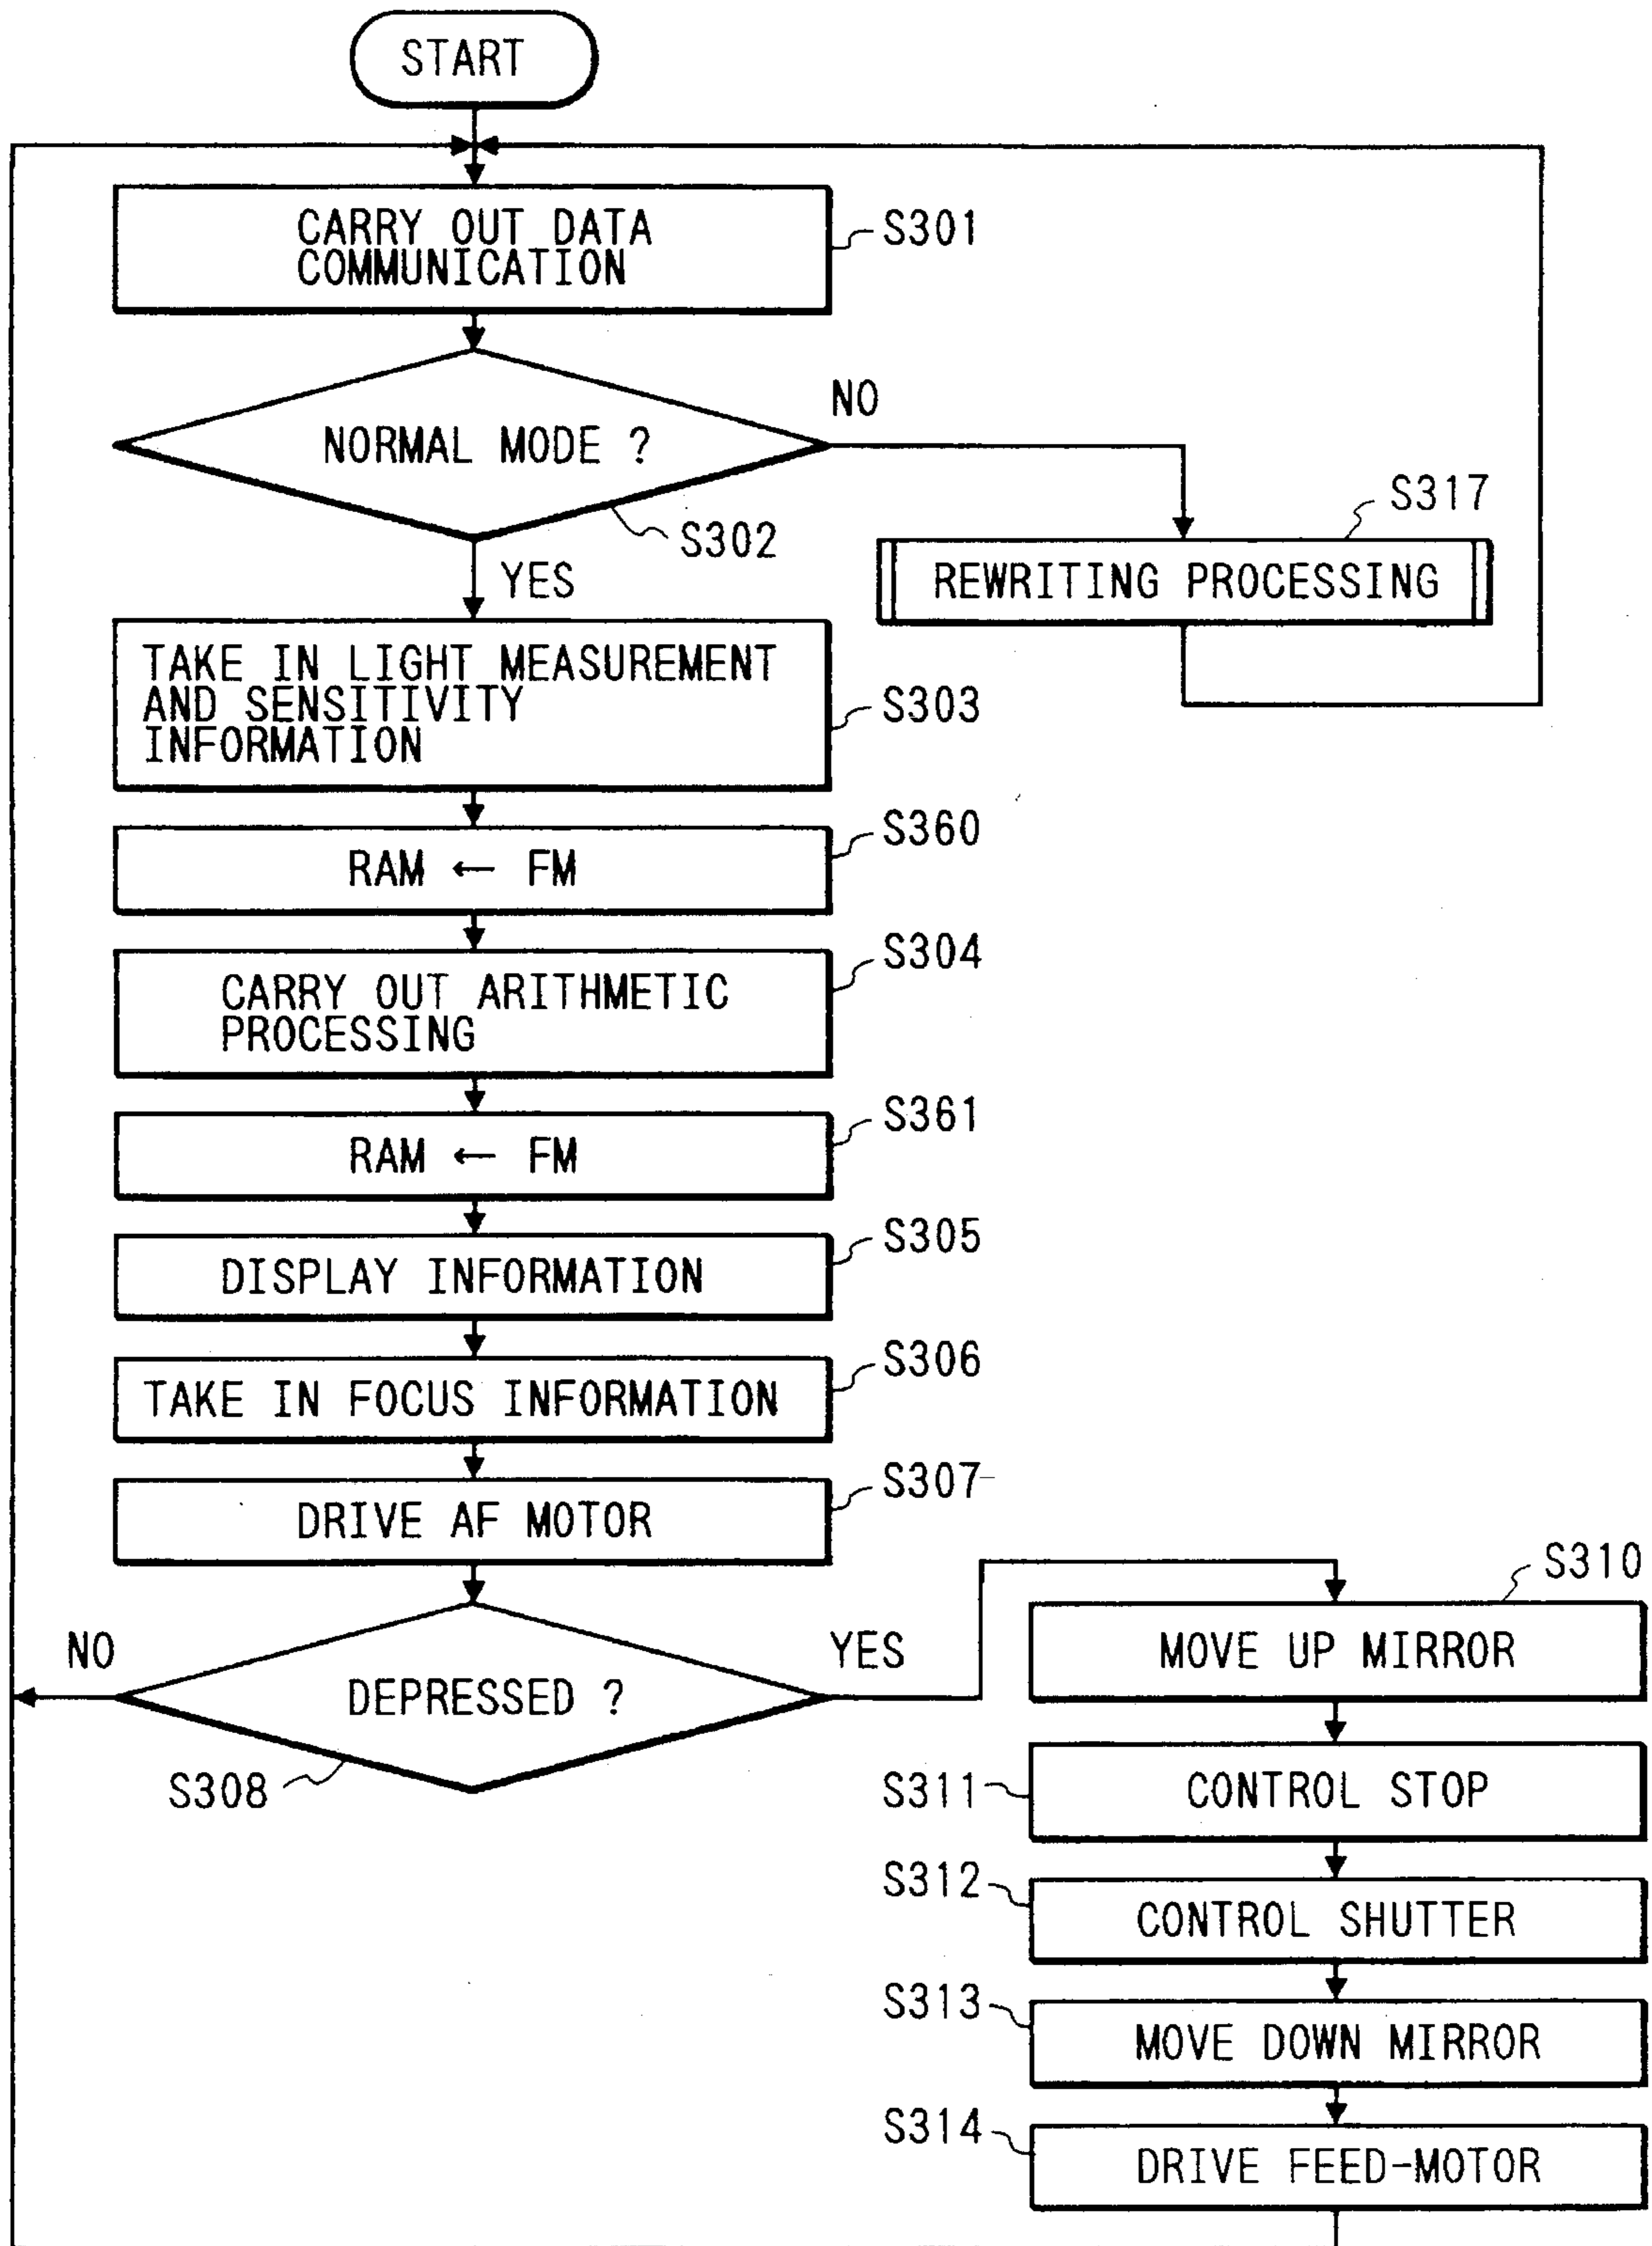 START
CARRY OUT DATA
COMMUNICATION
S301
NO
NORMAL MODE ?
S302
S317
REWRITING PROCESSING
YES
TAKE IN LIGHT MEASUREMENT
AND SENSITIVITY
INFORMATION
S303
S360
RAM ← FM
S304
CARRY OUT ARITHMETIC
PROCESSING
S361
RAM ← FM
S305
DISPLAY INFORMATION
S306
TAKE IN FOCUS INFORMATION
S307
DRIVE AF MOTOR
NO
YES
DEPRESSED ?
S308
S310
MOVE UP MIRROR
S311
CONTROL STOP
S312
CONTROL SHUTTER
S313
MOVE DOWN MIRROR
S314
DRIVE FEED-MOTOR